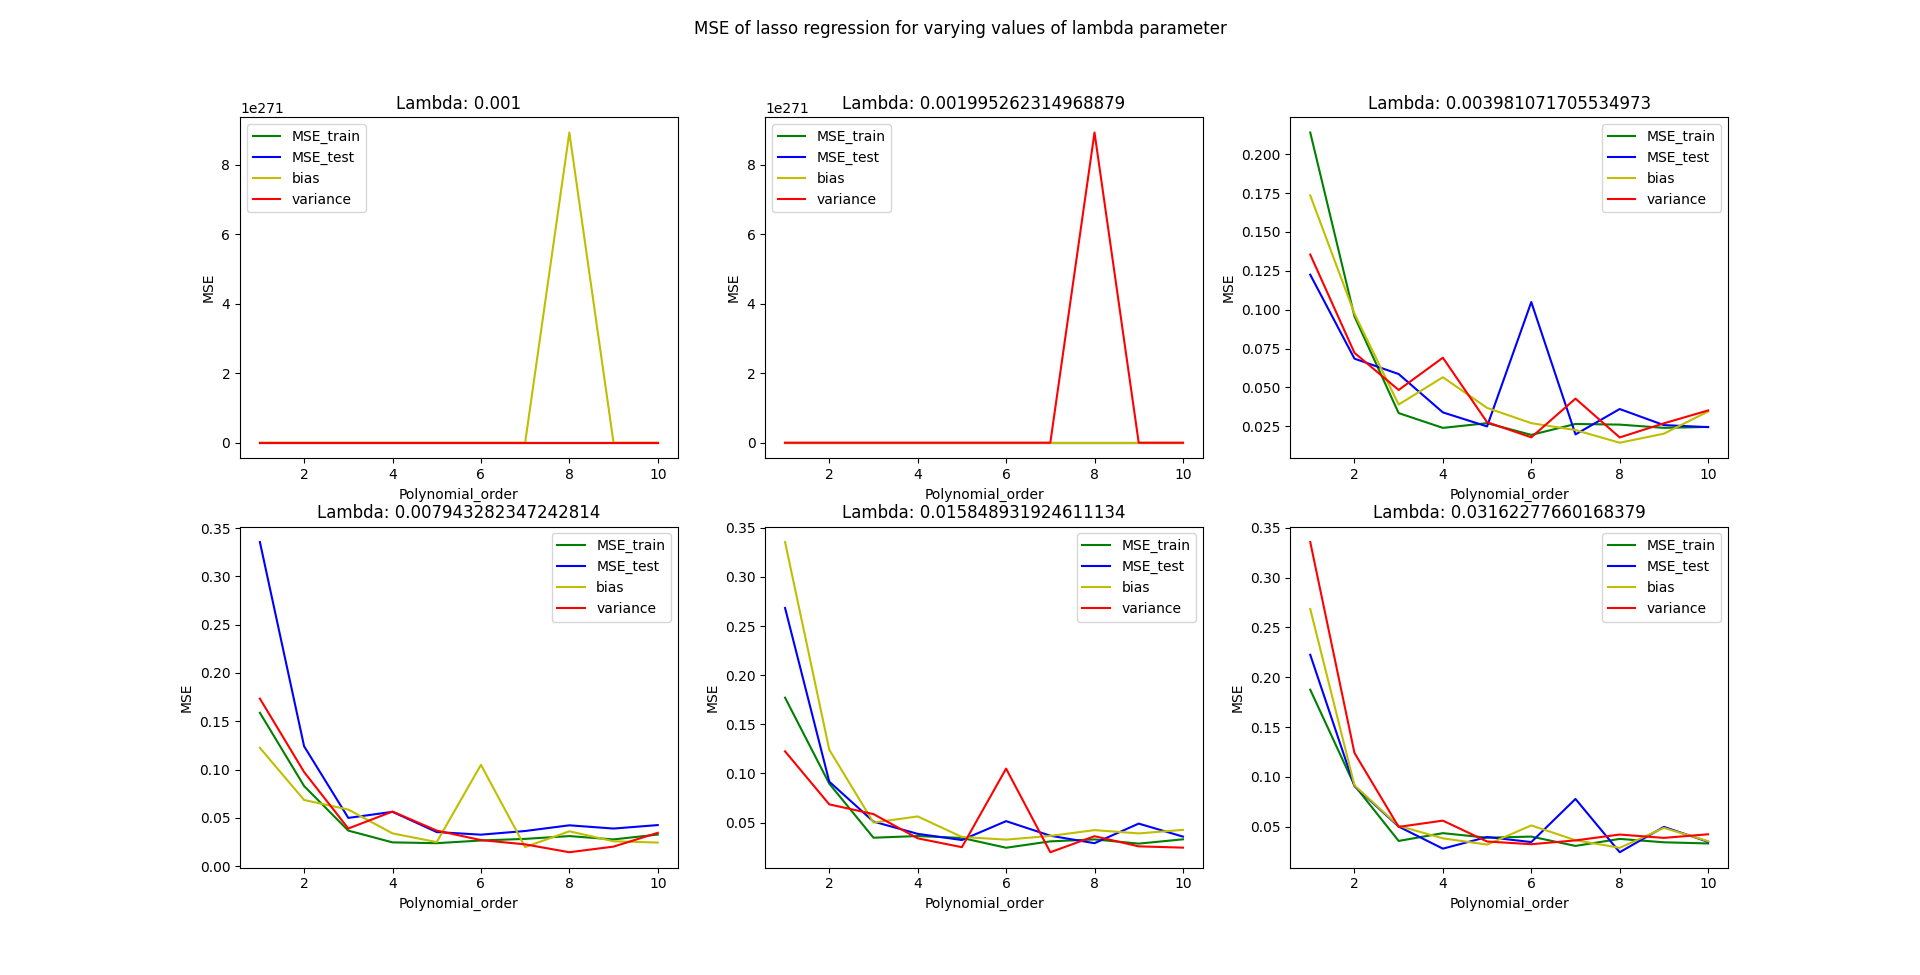 MSE of lasso regression for varying values of lambda parameter
Lambda: 0.001
1e271
MSE_train
MSE_test
bias
variance
8
6
4
2
0
MSE
2 4 6 8 10
Polynomial_order
Lambda: 0.001995262314968879
1e271
MSE_train
MSE_test
bias
variance
8
6
4
2
0
MSE
2 4 6 8 10
Polynomial_order
Lambda: 0.003981071705534973
MSE_train
MSE_test
bias
variance
0.200
0.175
0.150
0.125
0.100
0.075
0.050
0.025
MSE
2 4 6 8 10
Polynomial_order
Lambda: 0.007943282347242814
MSE_train
MSE_test
bias
variance
0.35
0.30
0.25
0.20
0.15
0.10
0.05
0.00
MSE
2 4 6 8 10
Polynomial_order
Lambda: 0.015848931924611134
MSE_train
MSE_test
bias
variance
0.35
0.30
0.25
0.20
0.15
0.10
0.05
MSE
2 4 6 8 10
Polynomial_order
Lambda: 0.03162277660168379
MSE_train
MSE_test
bias
variance
0.35
0.30
0.25
0.20
0.15
0.10
0.05
MSE
2 4 6 8 10
Polynomial_order